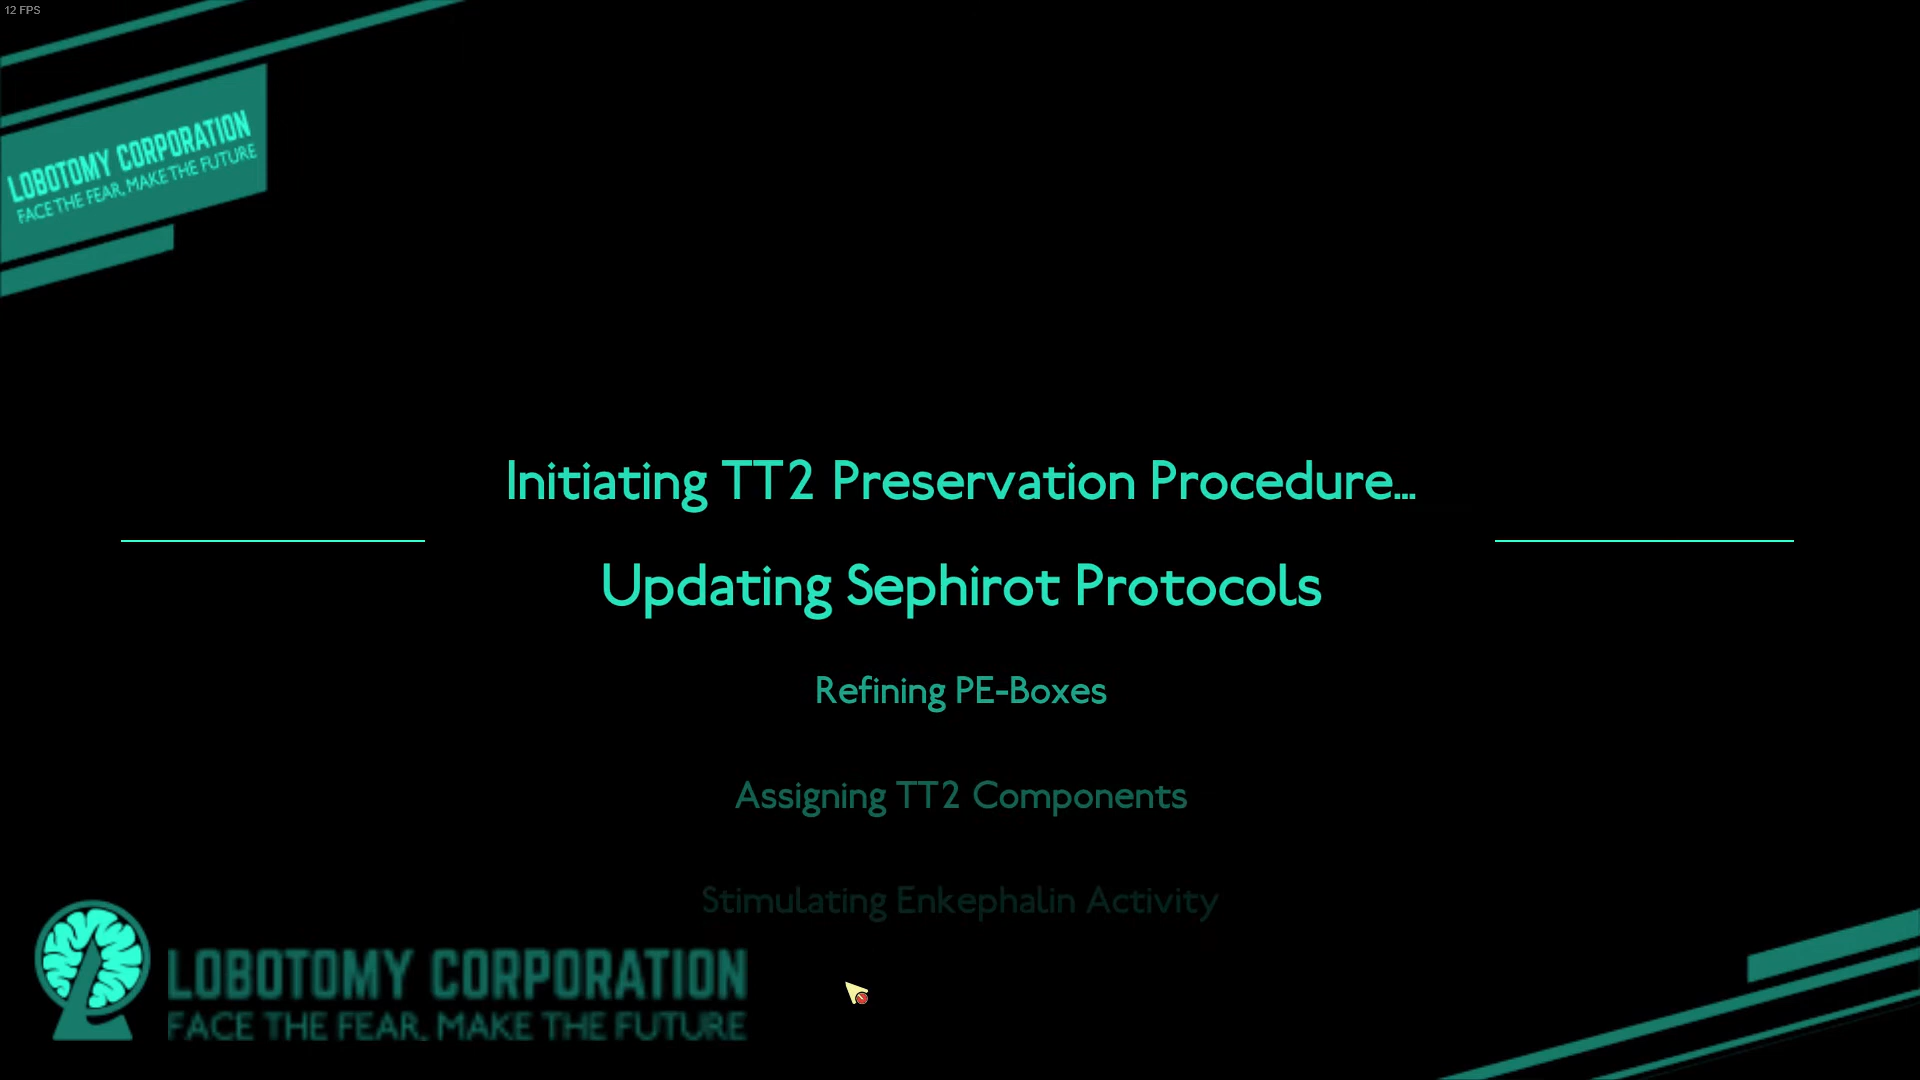 12 FPS
LOBOTOMY CORPORATION
FACE THE FEAR, MAKE THE FUTURE
Initiating TT2 Preservation Procedure...
Updating Sephirot Protocols
Refining PE-Boxes
Assigning TT2 Components
Stimulating Enkephalin Activity
LOBOTOMY CORPORATION
FACE THE FEAR, MAKE THE FUTURE